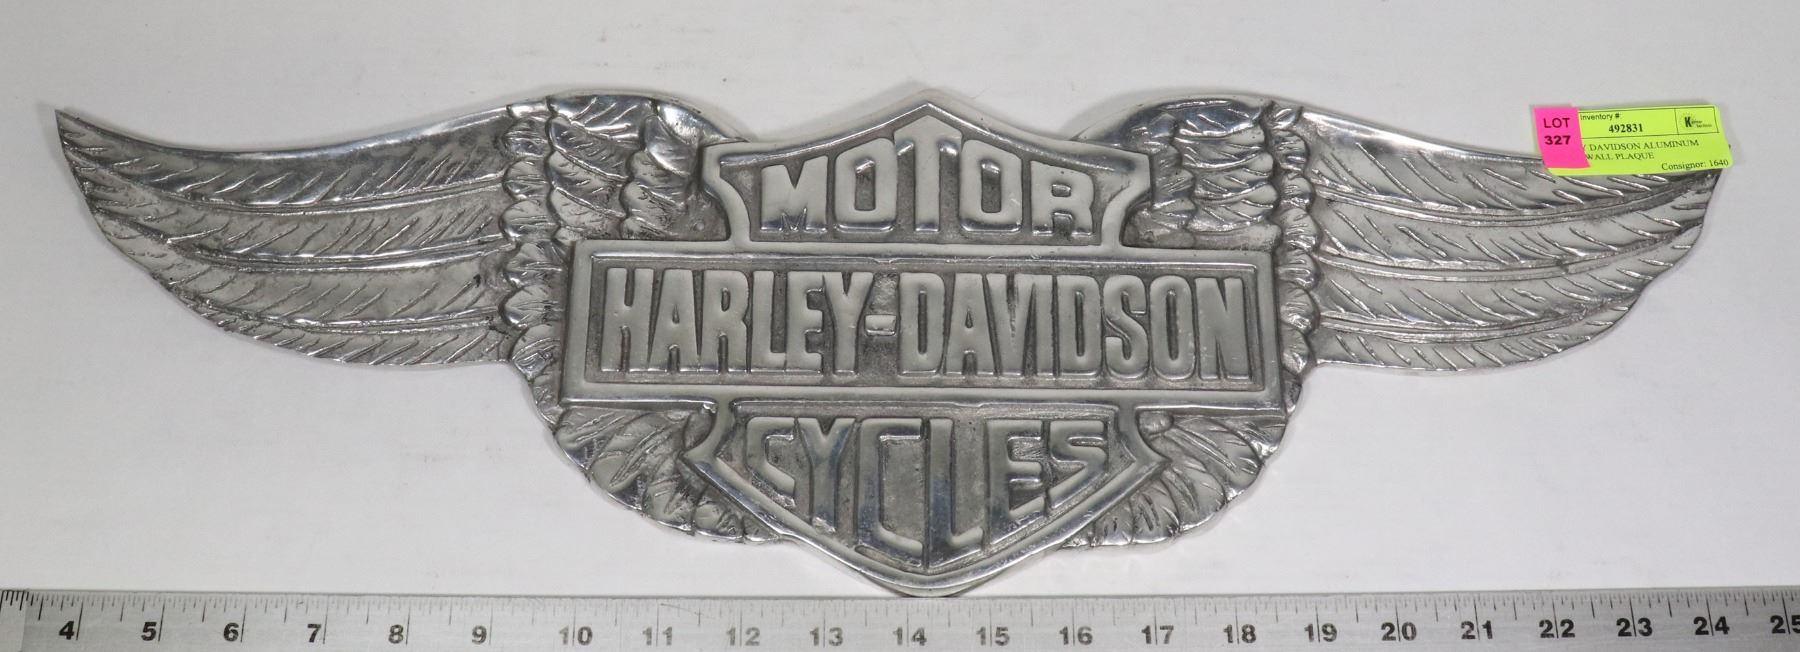 MOTOR
HARLEY-DAVIDSON
CYCLES
LOT
327
Inventory #:
492831
Y DAVIDSON ALUMINUM
WALL PLAQUE
Consignor: 1640
4 5 6 7 8 9 10 11 12 13 14 15 16 17 18 19 20 21 22 23 24 25